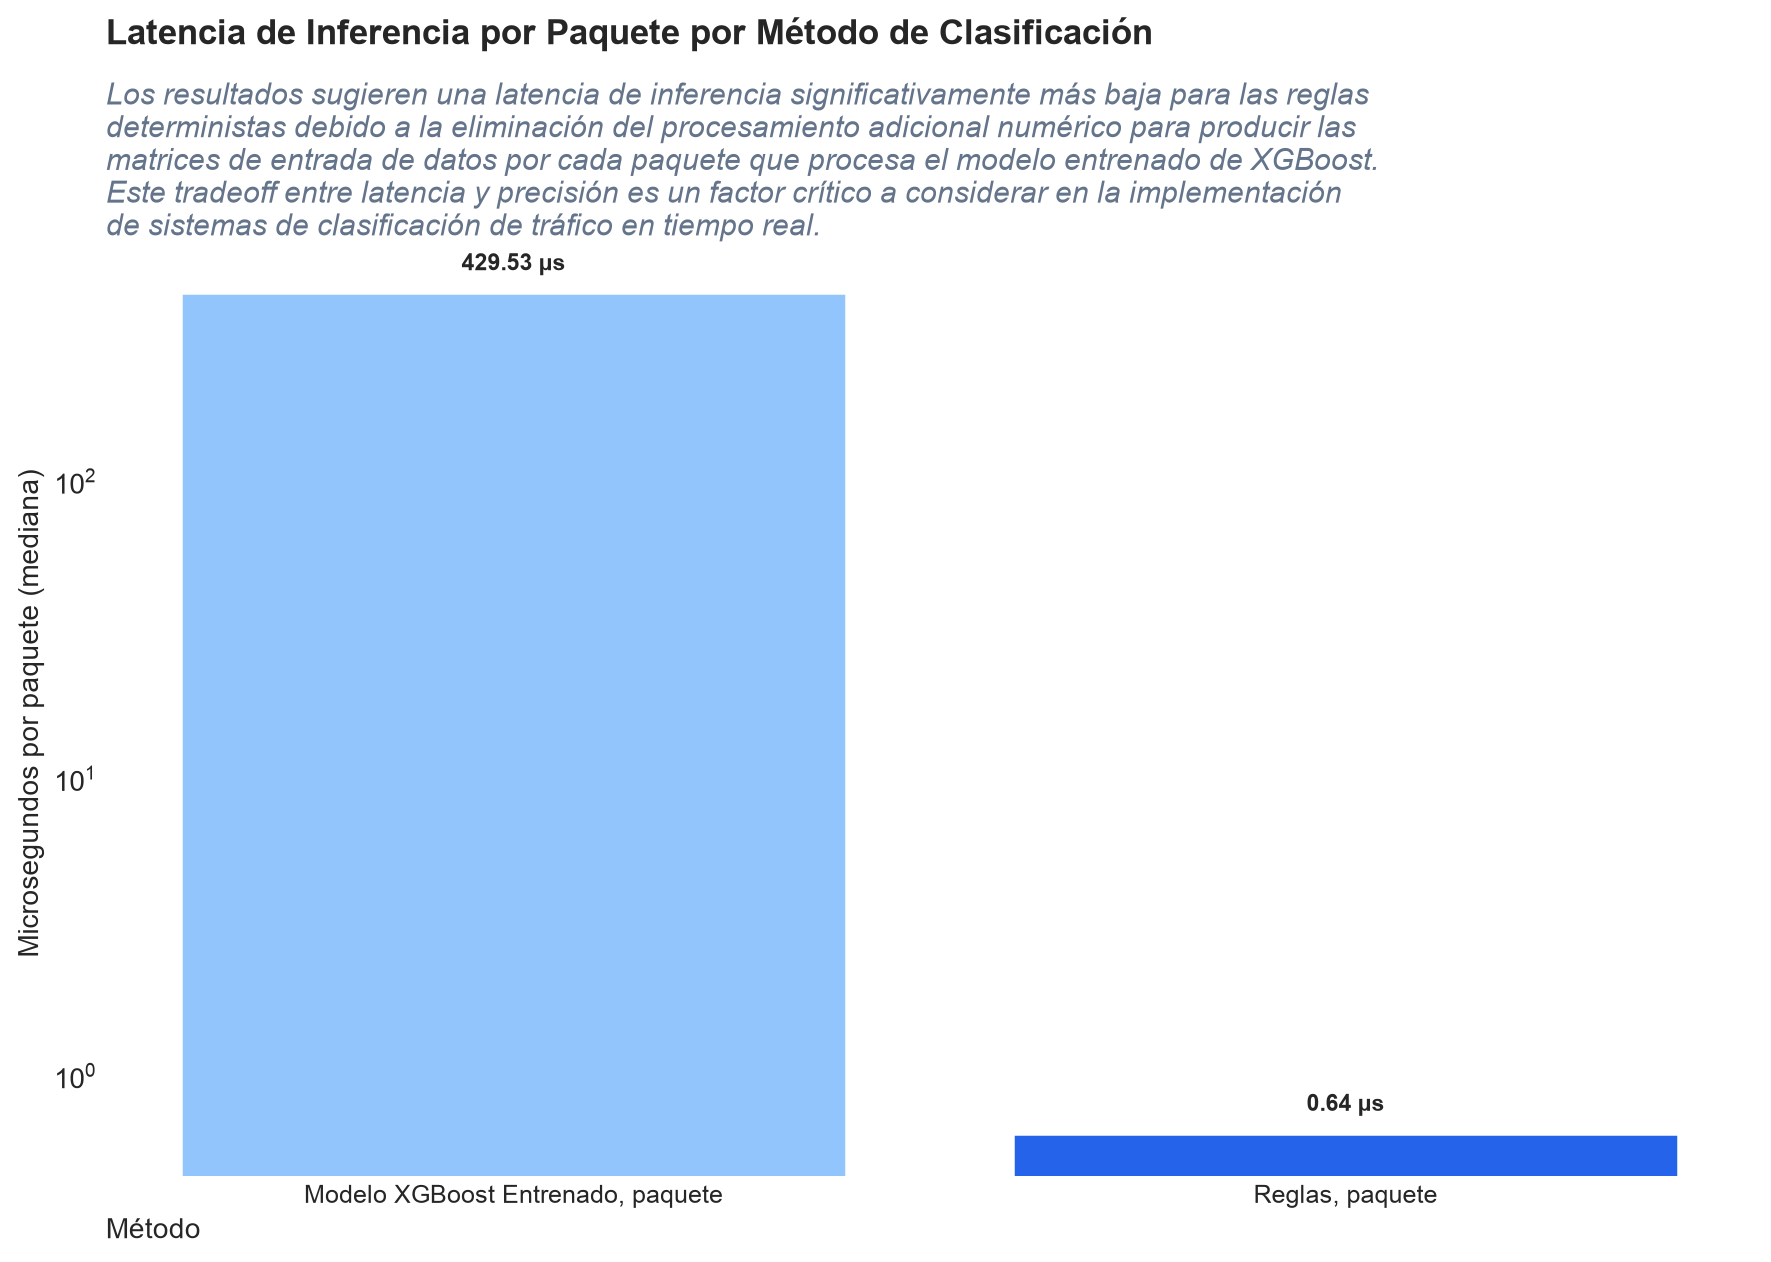 Latencia de Inferencia por Paquete por Método de Clasificación
Los resultados sugieren una latencia de inferencia significativamente más baja para las reglas
deterministas debido a la eliminación del procesamiento adicional numérico para producir las
matrices de entrada de datos por cada paquete que procesa el modelo entrenado de XGBoost.
Este tradeoff entre latencia y precisión es un factor crítico a considerar en la implementación
de sistemas de clasificación de tráfico en tiempo real.
429.53 µs
Microsegundos por paquete (mediana)
10²
10¹
10⁰
0.64 µs
Modelo XGBoost Entrenado, paquete
Reglas, paquete
Método